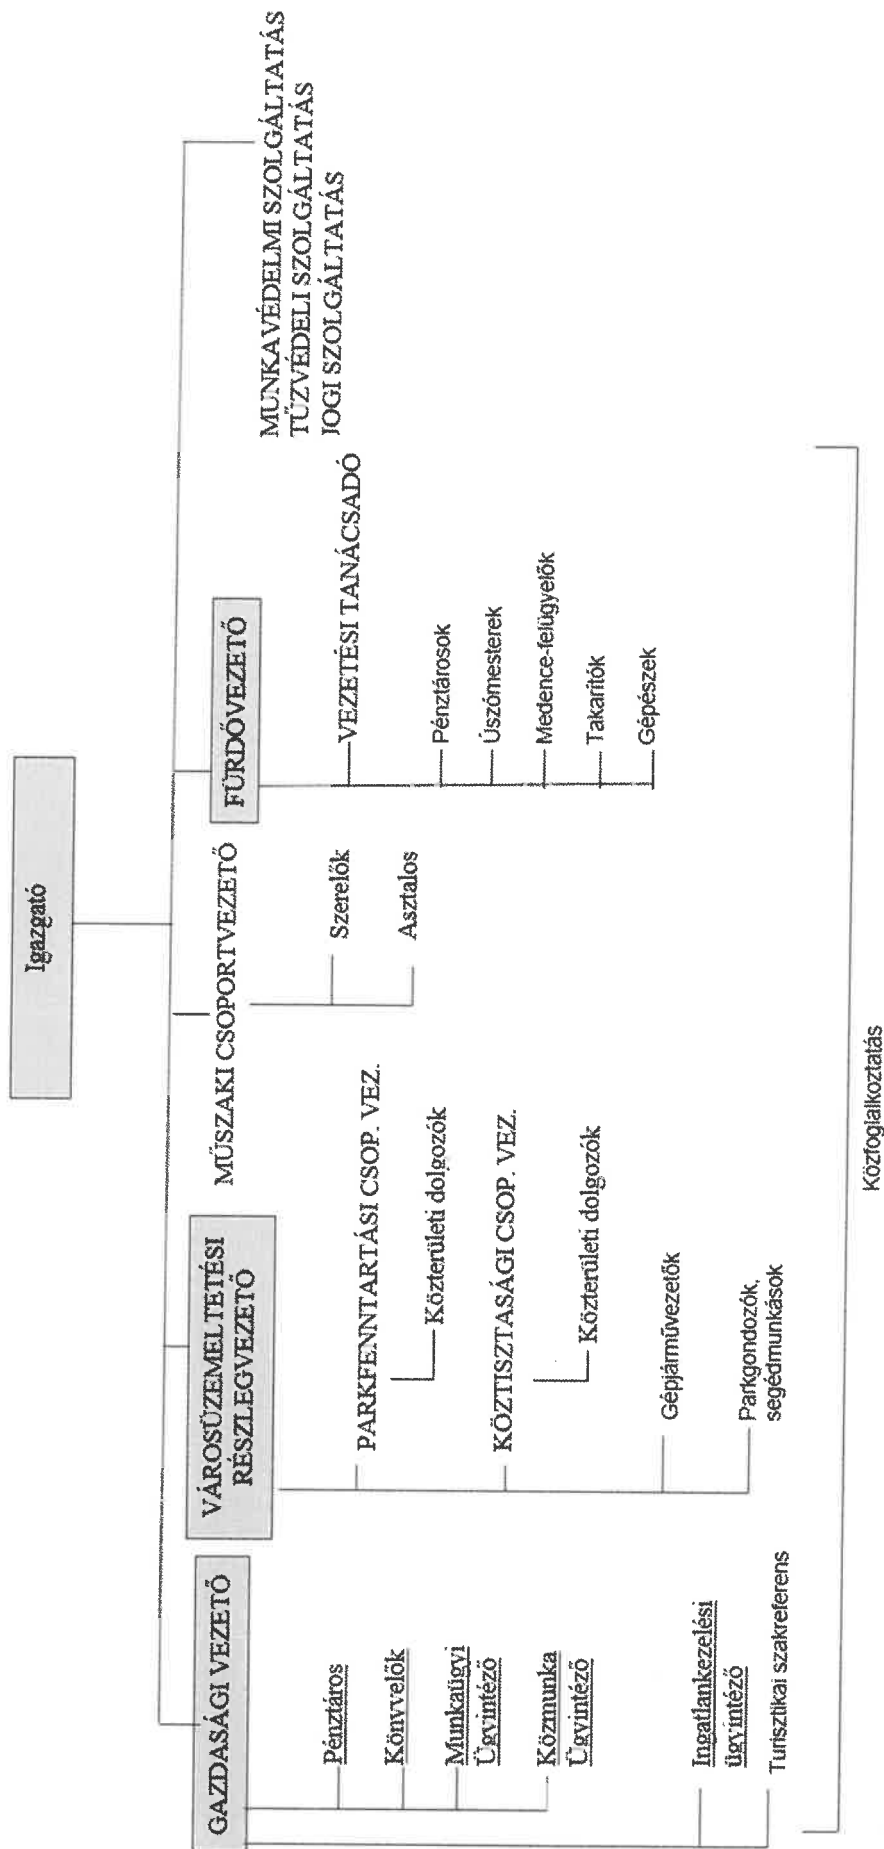 Igazgató
GAZDASÁGI VEZETŐ
Pénztáros
Könyvelők
Munkaügyi
Ügyintéző
Közmunka
Ügyintéző
Ingatlankezelési
ügyintéző
Turisztikai szakreferens
VÁROSÜZEMELTETÉSI
RÉSZLEGVEZETŐ
PARKFENNTARTÁSI CSOP. VEZ.
Közterületi dolgozók
KÖZTISZTASÁGI CSOP. VEZ.
Közterületi dolgozók
Gépjárművezetők
Parkgondozók,
segédmunkások
MŰSZAKI CSOPORTVEZETŐ
Szerelők
Asztalos
FÜRDŐVEZETŐ
VEZETÉSI TANÁCSADÓ
Pénztárosok
Úszómesterek
Medence-felügyelők
Takarítók
Gépészek
MUNKAVÉDELMI SZOLGÁLTATÁS
TŰZVÉDELI SZOLGÁLTATÁS
JOGI SZOLGÁLTATÁS
Közfoglalkoztatás